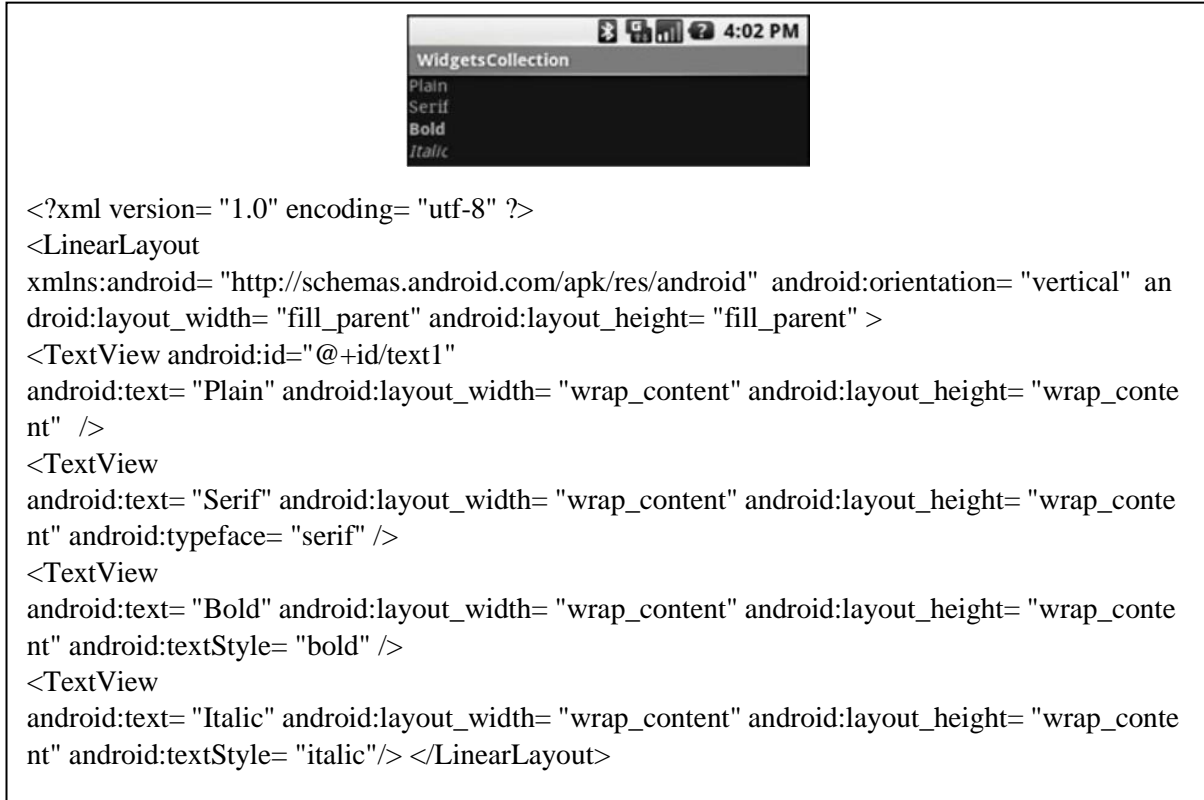 4:02 PM
WidgetsCollection
Plain
Serif
Bold
Italic
<?xml version= "1.0" encoding= "utf-8" ?>
<LinearLayout
xmlns:android= "http://schemas.android.com/apk/res/android" android:orientation= "vertical" an
droid:layout_width= "fill_parent" android:layout_height= "fill_parent" >
<TextView android:id="@+id/text1"
android:text= "Plain" android:layout_width= "wrap_content" android:layout_height= "wrap_conte
nt" />
<TextView
android:text= "Serif" android:layout_width= "wrap_content" android:layout_height= "wrap_conte
nt" android:typeface= "serif" />
<TextView
android:text= "Bold" android:layout_width= "wrap_content" android:layout_height= "wrap_conte
nt" android:textStyle= "bold" />
<TextView
android:text= "Italic" android:layout_width= "wrap_content" android:layout_height= "wrap_conte
nt" android:textStyle= "italic"/> </LinearLayout>